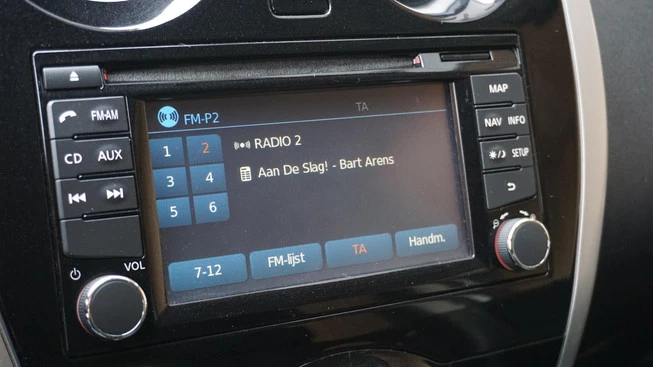 TA
FM-P2
1 2
RADIO 2
3 4
Aan De Slag! - Bart Arens
5 6
7-12 FM-lijst TA Handm.
FM-AM
CD AUX
VOL
MAP
NAV INFO
SETUP